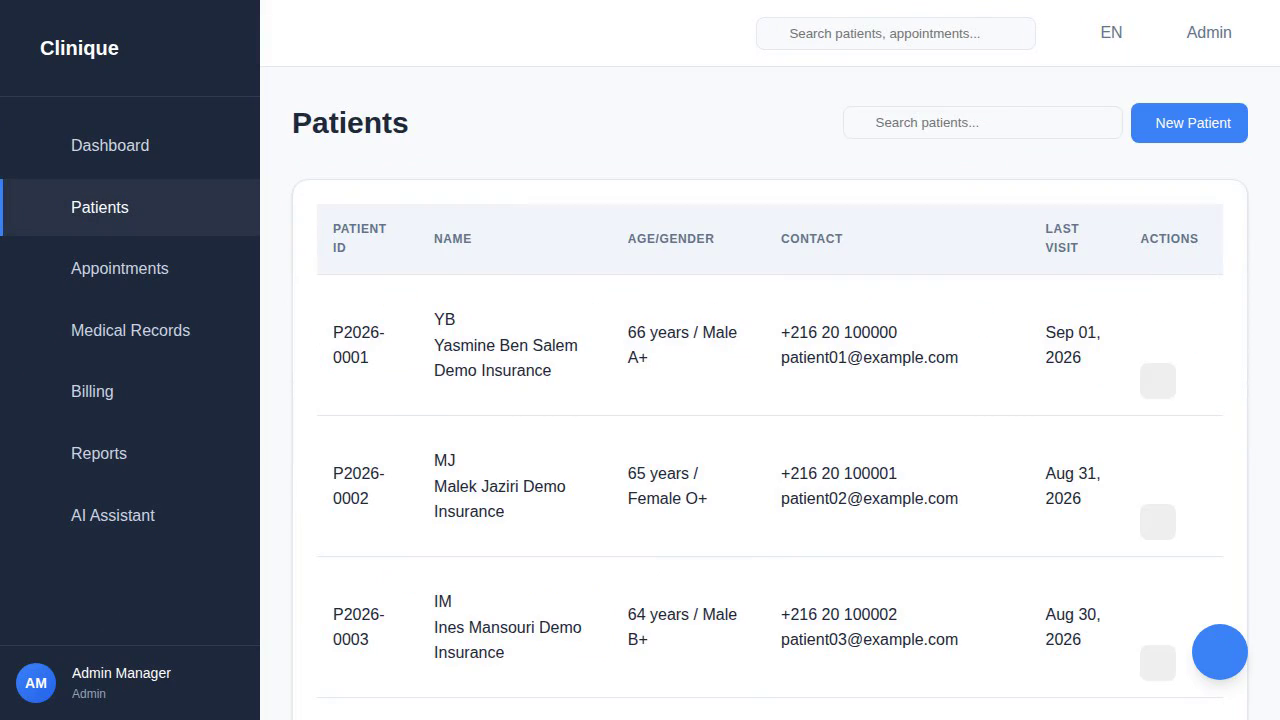 Clinique
Search patients, appointments...
EN
Admin
Dashboard
Patients
Appointments
Medical Records
Billing
Reports
AI Assistant
AM
Admin Manager
Admin
Patients
Search patients...
New Patient
PATIENT
ID
NAME
AGE/GENDER
CONTACT
LAST
VISIT
ACTIONS
P2026-
0001
YB
Yasmine Ben Salem
Demo Insurance
66 years / Male
A+
+216 20 100000
patient01@example.com
Sep 01,
2026
P2026-
0002
MJ
Malek Jaziri Demo
Insurance
65 years /
Female O+
+216 20 100001
patient02@example.com
Aug 31,
2026
P2026-
0003
IM
Ines Mansouri Demo
Insurance
64 years / Male
B+
+216 20 100002
patient03@example.com
Aug 30,
2026